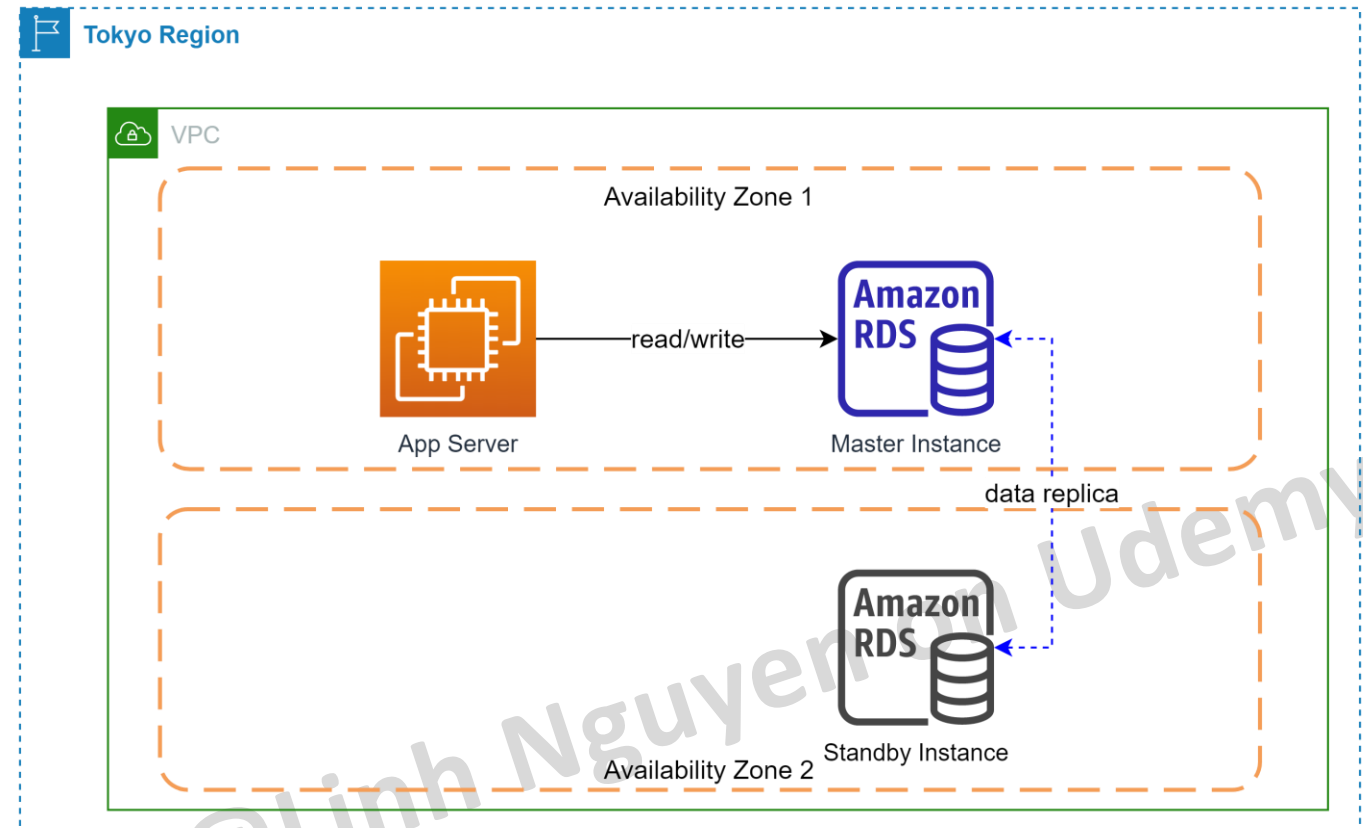 Tokyo Region
VPC
Availability Zone 1
Amazon
RDS
read/write
App Server
Master Instance
data replica
Amazon
RDS
Standby Instance
Availability Zone 2
@Linh Nguyen on Udemy